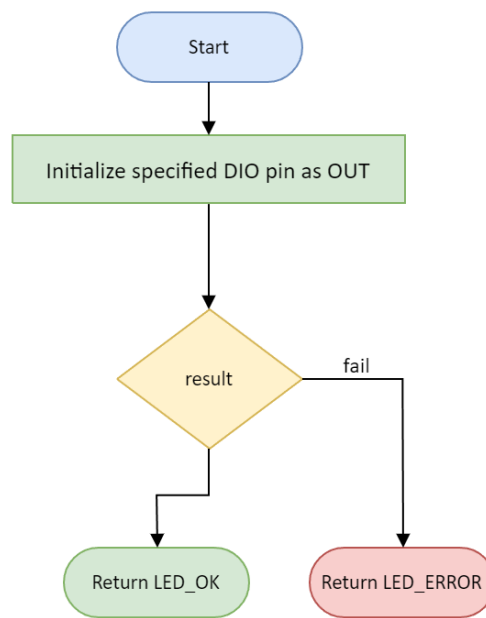 Start
Initialize specified DIO pin as OUT
result
fail
Return LED_OK
Return LED_ERROR